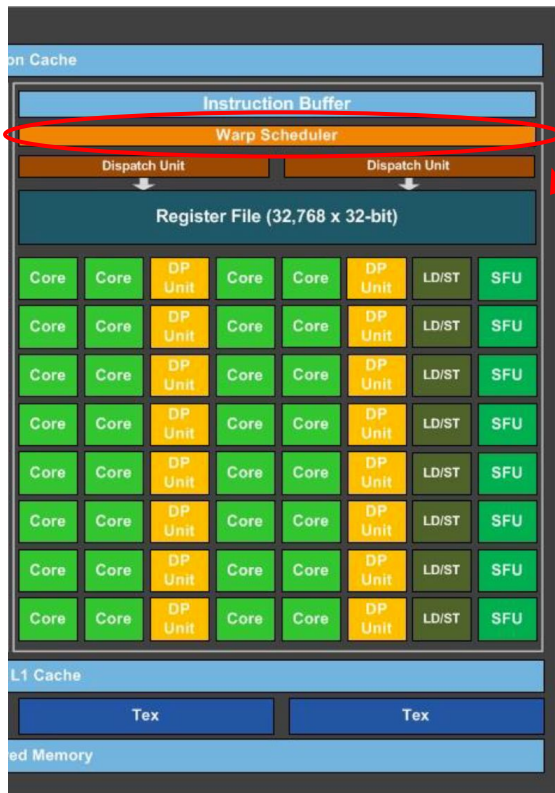 on Cache
Instruction Buffer
Warp Scheduler
Dispatch Unit Dispatch Unit
Register File (32,768 x 32-bit)
Core Core DP Unit Core Core DP Unit LD/ST SFU
Core Core DP Unit Core Core DP Unit LD/ST SFU
Core Core DP Unit Core Core DP Unit LD/ST SFU
Core Core DP Unit Core Core DP Unit LD/ST SFU
Core Core DP Unit Core Core DP Unit LD/ST SFU
Core Core DP Unit Core Core DP Unit LD/ST SFU
Core Core DP Unit Core Core DP Unit LD/ST SFU
Core Core DP Unit Core Core DP Unit LD/ST SFU
L1 Cache
Tex Tex
red Memory